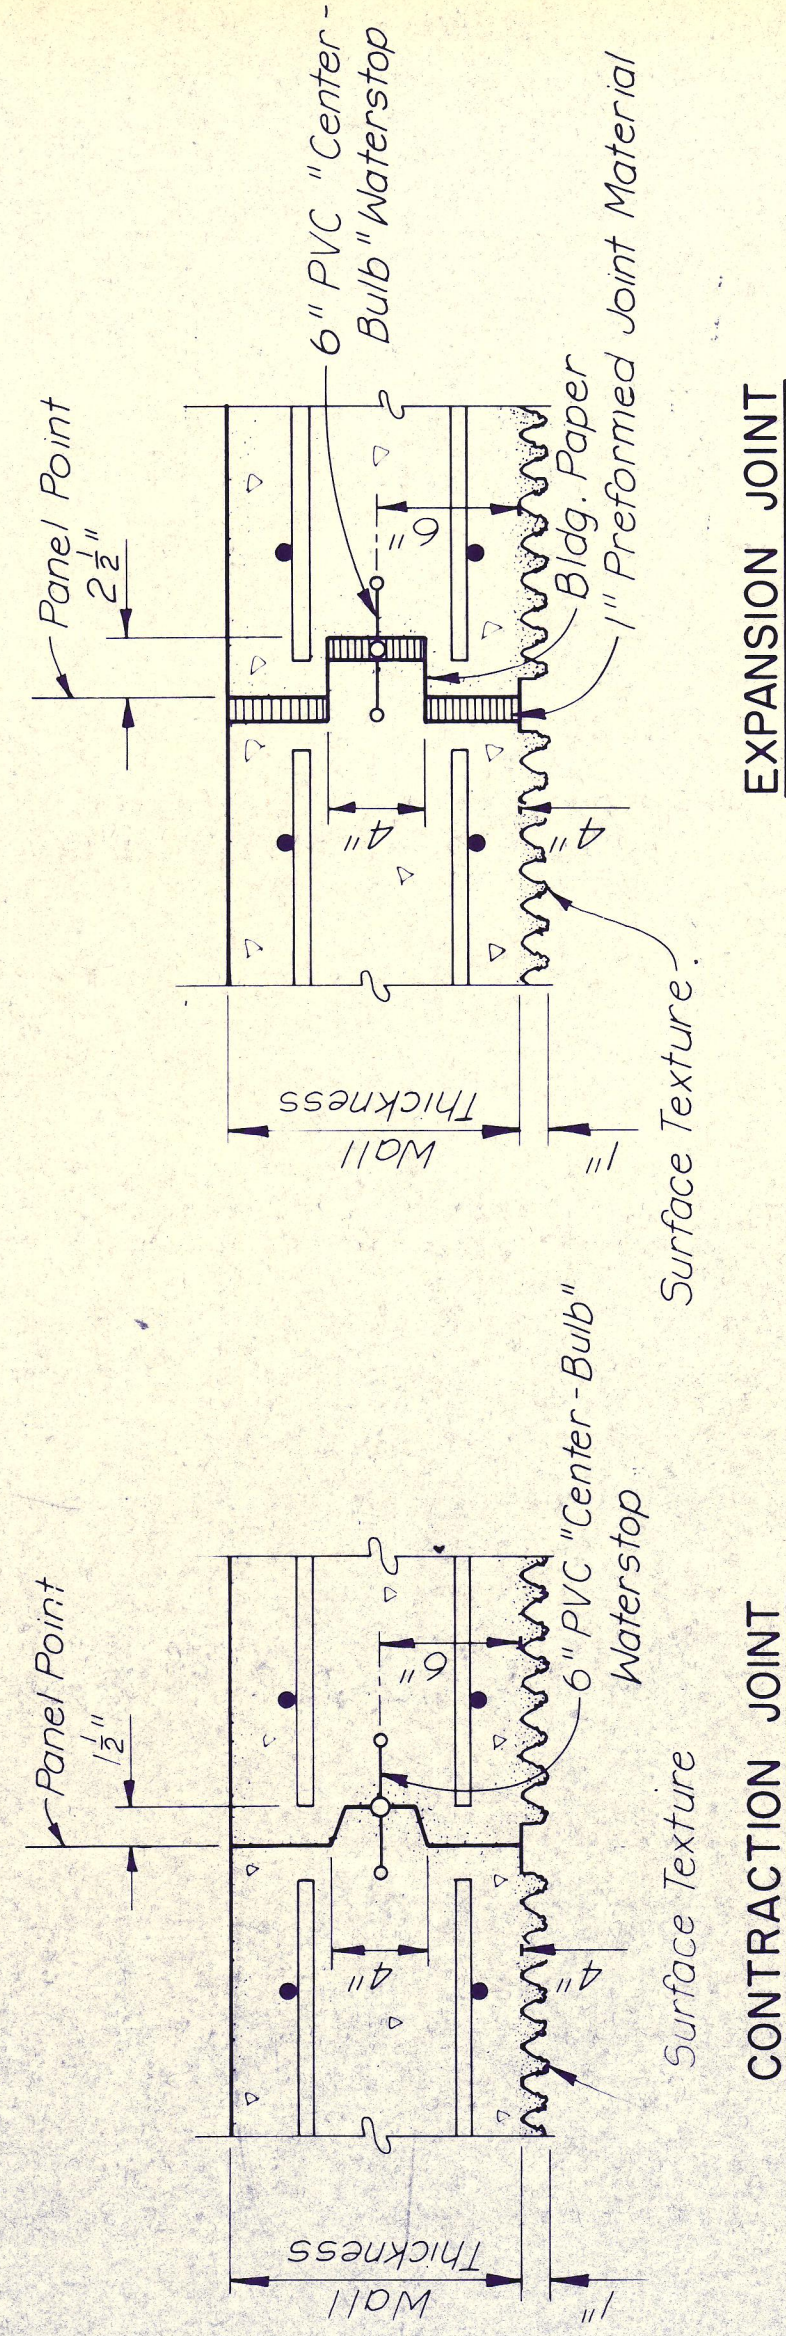 Panel Point
1 1/2"
4"
6"
4"
Wall
Thickness
1"
6" PVC "Center-Bulb"
Waterstop
Surface Texture
CONTRACTION JOINT
Panel Point
2 1/2"
6" PVC "Center-
Bulb" Waterstop
4"
6"
4"
Wall
Thickness
1"
Bldg. Paper
1" Preformed Joint Material
Surface Texture
EXPANSION JOINT